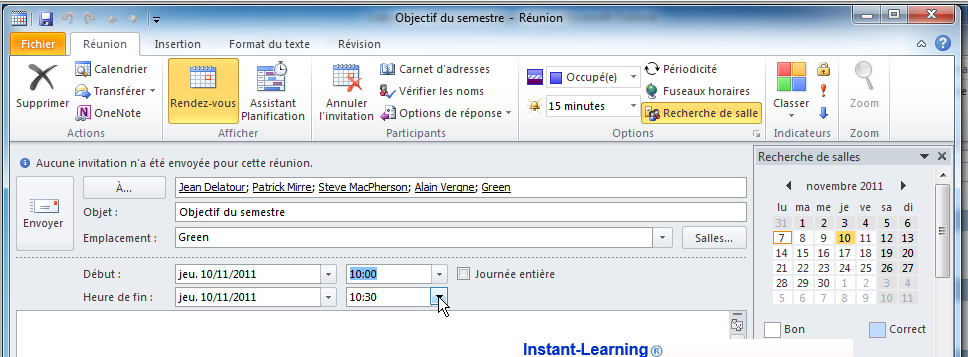 Objectif du semestre - Réunion
Fichier Réunion Insertion Format du texte Révision
Supprimer
Calendrier
Transférer
OneNote
Actions
Rendez-vous
Assistant
Planification
Afficher
Annuler
l'invitation
Carnet d'adresses
Vérifier les noms
Options de réponse
Participants
Occupé(e)
15 minutes
Périodicité
Fuseaux horaires
Recherche de salle
Options
Classer
Indicateurs
Zoom
Zoom
Aucune invitation n'a été envoyée pour cette réunion.
Envoyer
À... Jean Delatour; Patrick Mirre; Steve MacPherson; Alain Vergne; Green
Objet : Objectif du semestre
Emplacement : Green Salles...
Début : jeu. 10/11/2011 10:00 Journée entière
Heure de fin : jeu. 10/11/2011 10:30
Recherche de salles
novembre 2011
lu ma me je ve sa di
31 1 2 3 4 5 6
7 8 9 10 11 12 13
14 15 16 17 18 19 20
21 22 23 24 25 26 27
28 29 30 1 2 3 4
5 6 7 8 9 10 11
Bon Correct
Instant-Learning®